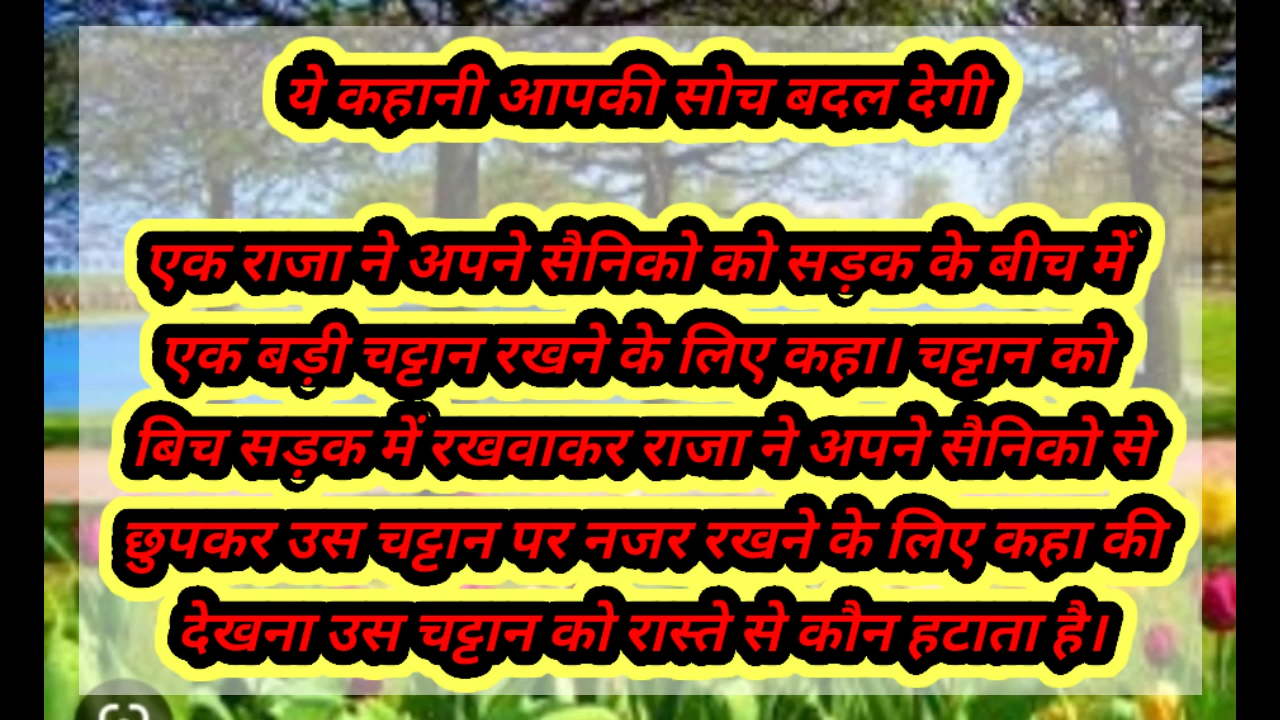 ये कहानी आपकी सोच बदल देगी
एक राजा ने अपने सैनिको को सड़क के बीच में
एक बड़ी चट्टान रखने के लिए कहा। चट्टान को
बिच सड़क में रखवाकर राजा ने अपने सैनिको से
छुपकर उस चट्टान पर नजर रखने के लिए कहा की
देखना उस चट्टान को रास्ते से कौन हटाता है।